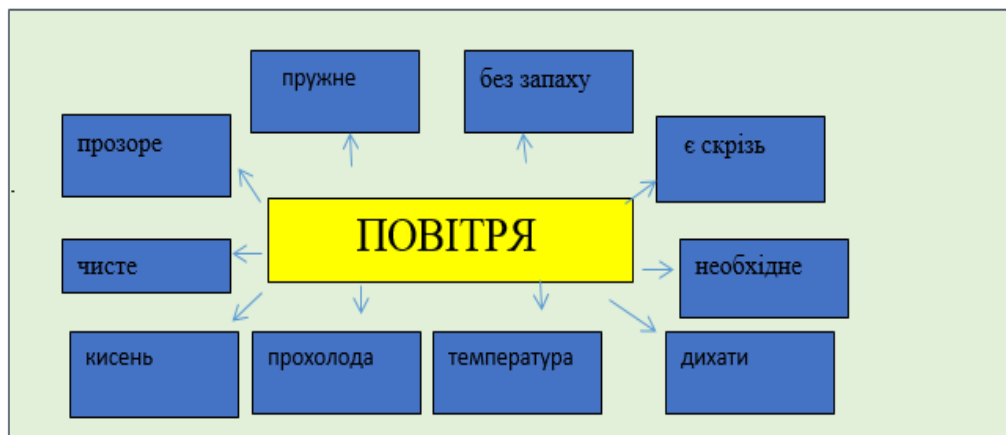 пружне
без запаху
прозоре
є скрізь
ПОВІТРЯ
чисте
необхідне
кисень
прохолода
температура
дихати